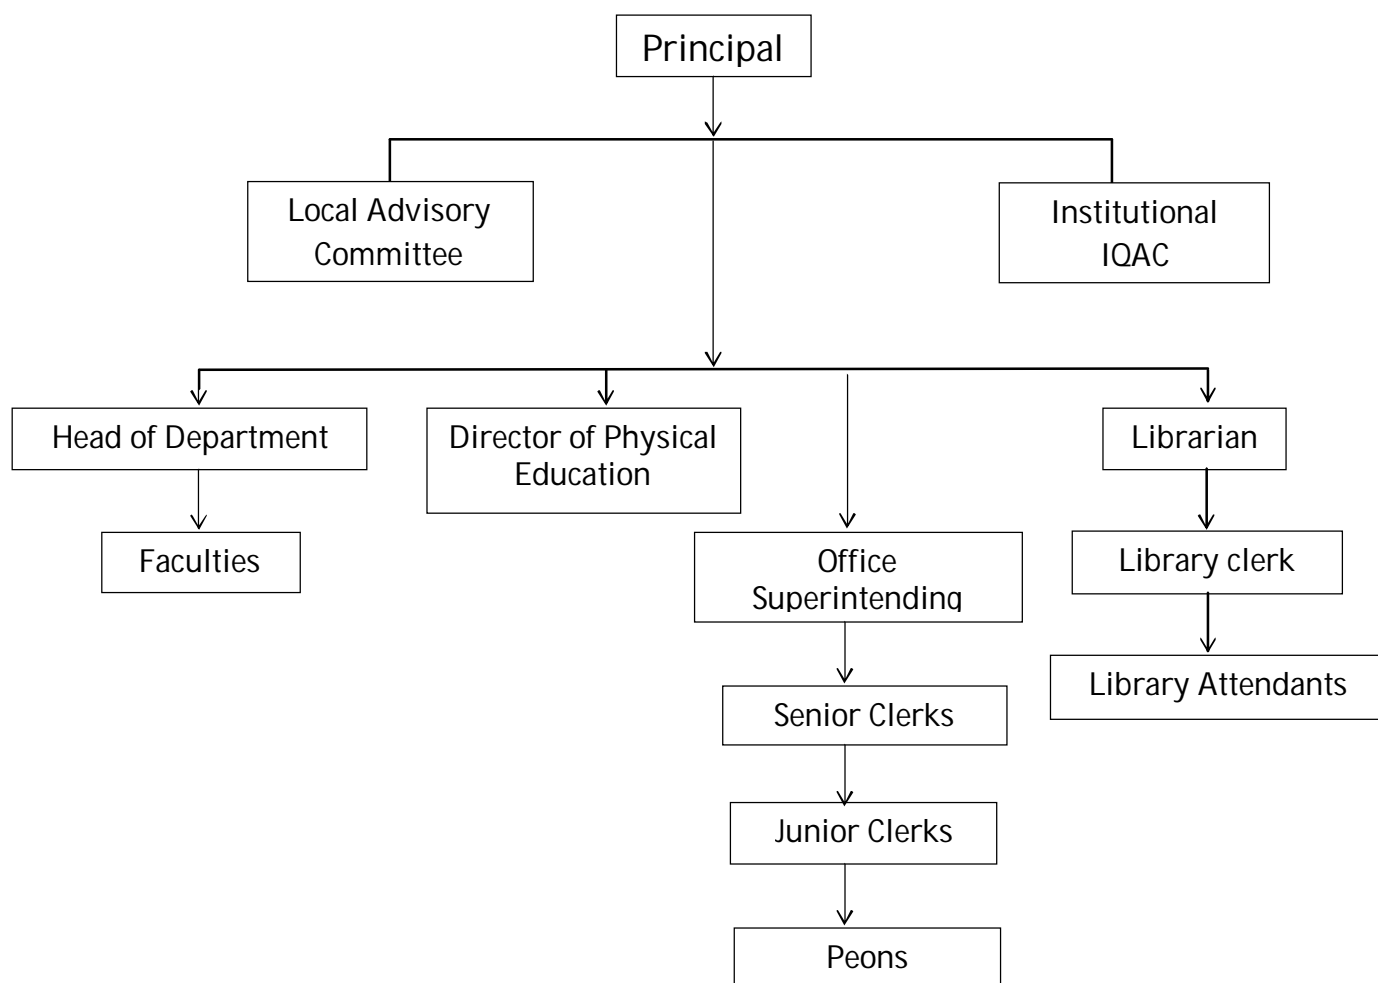 Principal
Local Advisory
Committee
Institutional
IQAC
Head of Department
Director of Physical
Education
Librarian
Faculties
Office
Superintending
Library clerk
Library Attendants
Senior Clerks
Junior Clerks
Peons